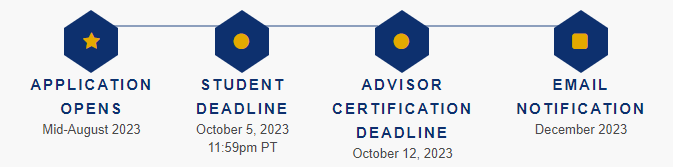 APPLICATION
OPENS
Mid-August 2023
STUDENT
DEADLINE
October 5, 2023
11:59pm PT
ADVISOR
CERTIFICATION
DEADLINE
October 12, 2023
EMAIL
NOTIFICATION
December 2023